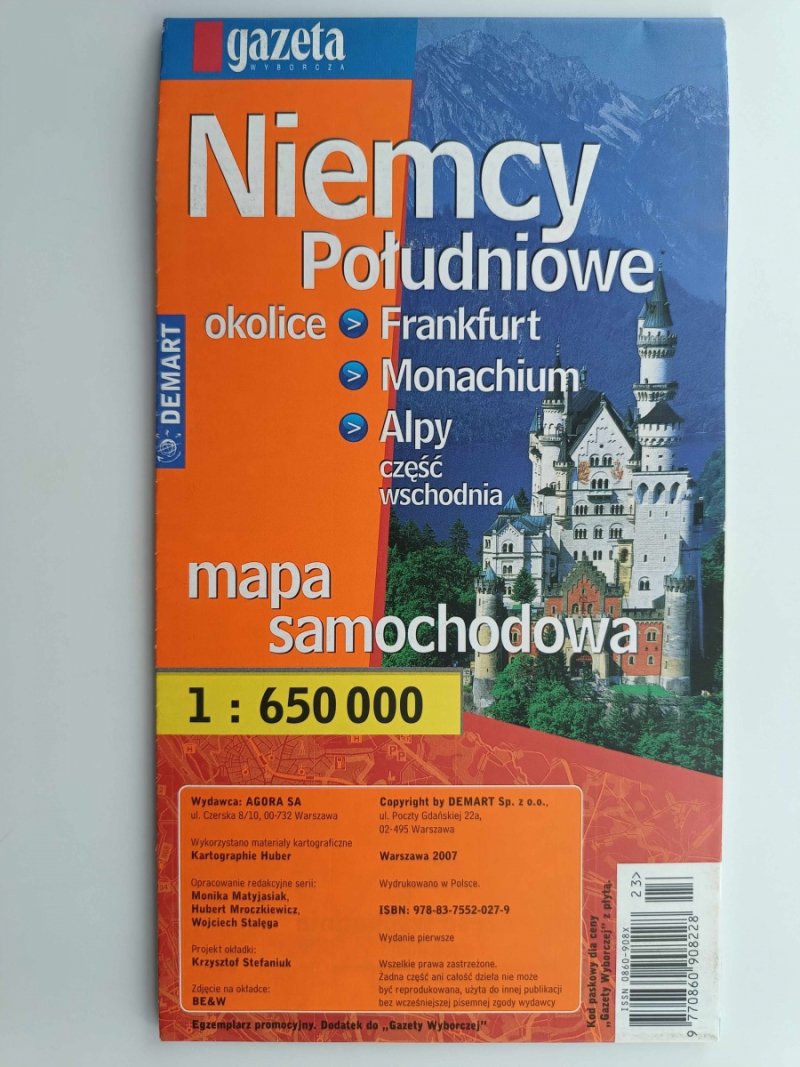 gazeta
WYBORCZA
Niemcy
Południowe
okolice > Frankfurt
> Monachium
> Alpy
część
wschodnia
DEMART
mapa
samochodowa
1 : 650 000
Wydawca: AGORA SA
ul. Czerska 8/10, 00-732 Warszawa
Wykorzystano materiały kartograficzne
Kartographie Huber
Opracowanie redakcyjne serii:
Monika Matyjasiak,
Hubert Mroczkiewicz,
Wojciech Stalęga
Projekt okładki:
Krzysztof Stefaniuk
Zdjęcie na okładce:
BE&W
Copyright by DEMART Sp. z o.o.,
ul. Poczty Gdańskiej 22a,
02-495 Warszawa
Warszawa 2007
Wydrukowano w Polsce.
ISBN: 978-83-7552-027-9
Wydanie pierwsze
Wszelkie prawa zastrzeżone.
Żadna część ani całość dzieła nie może
być reprodukowana, użyta do innej publikacji
bez wcześniejszej pisemnej zgody wydawcy
Egzemplarz promocyjny. Dodatek do „Gazety Wyborczej"
Kod paskowy dla ceny
„Gazety Wyborczej" z płytą.
ISSN 0860-908X
23>
9 770860 908228